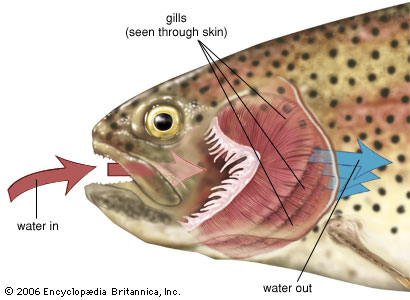 gills
(seen through skin)
water in
water out
© 2006 Encyclopædia Britannica, Inc.